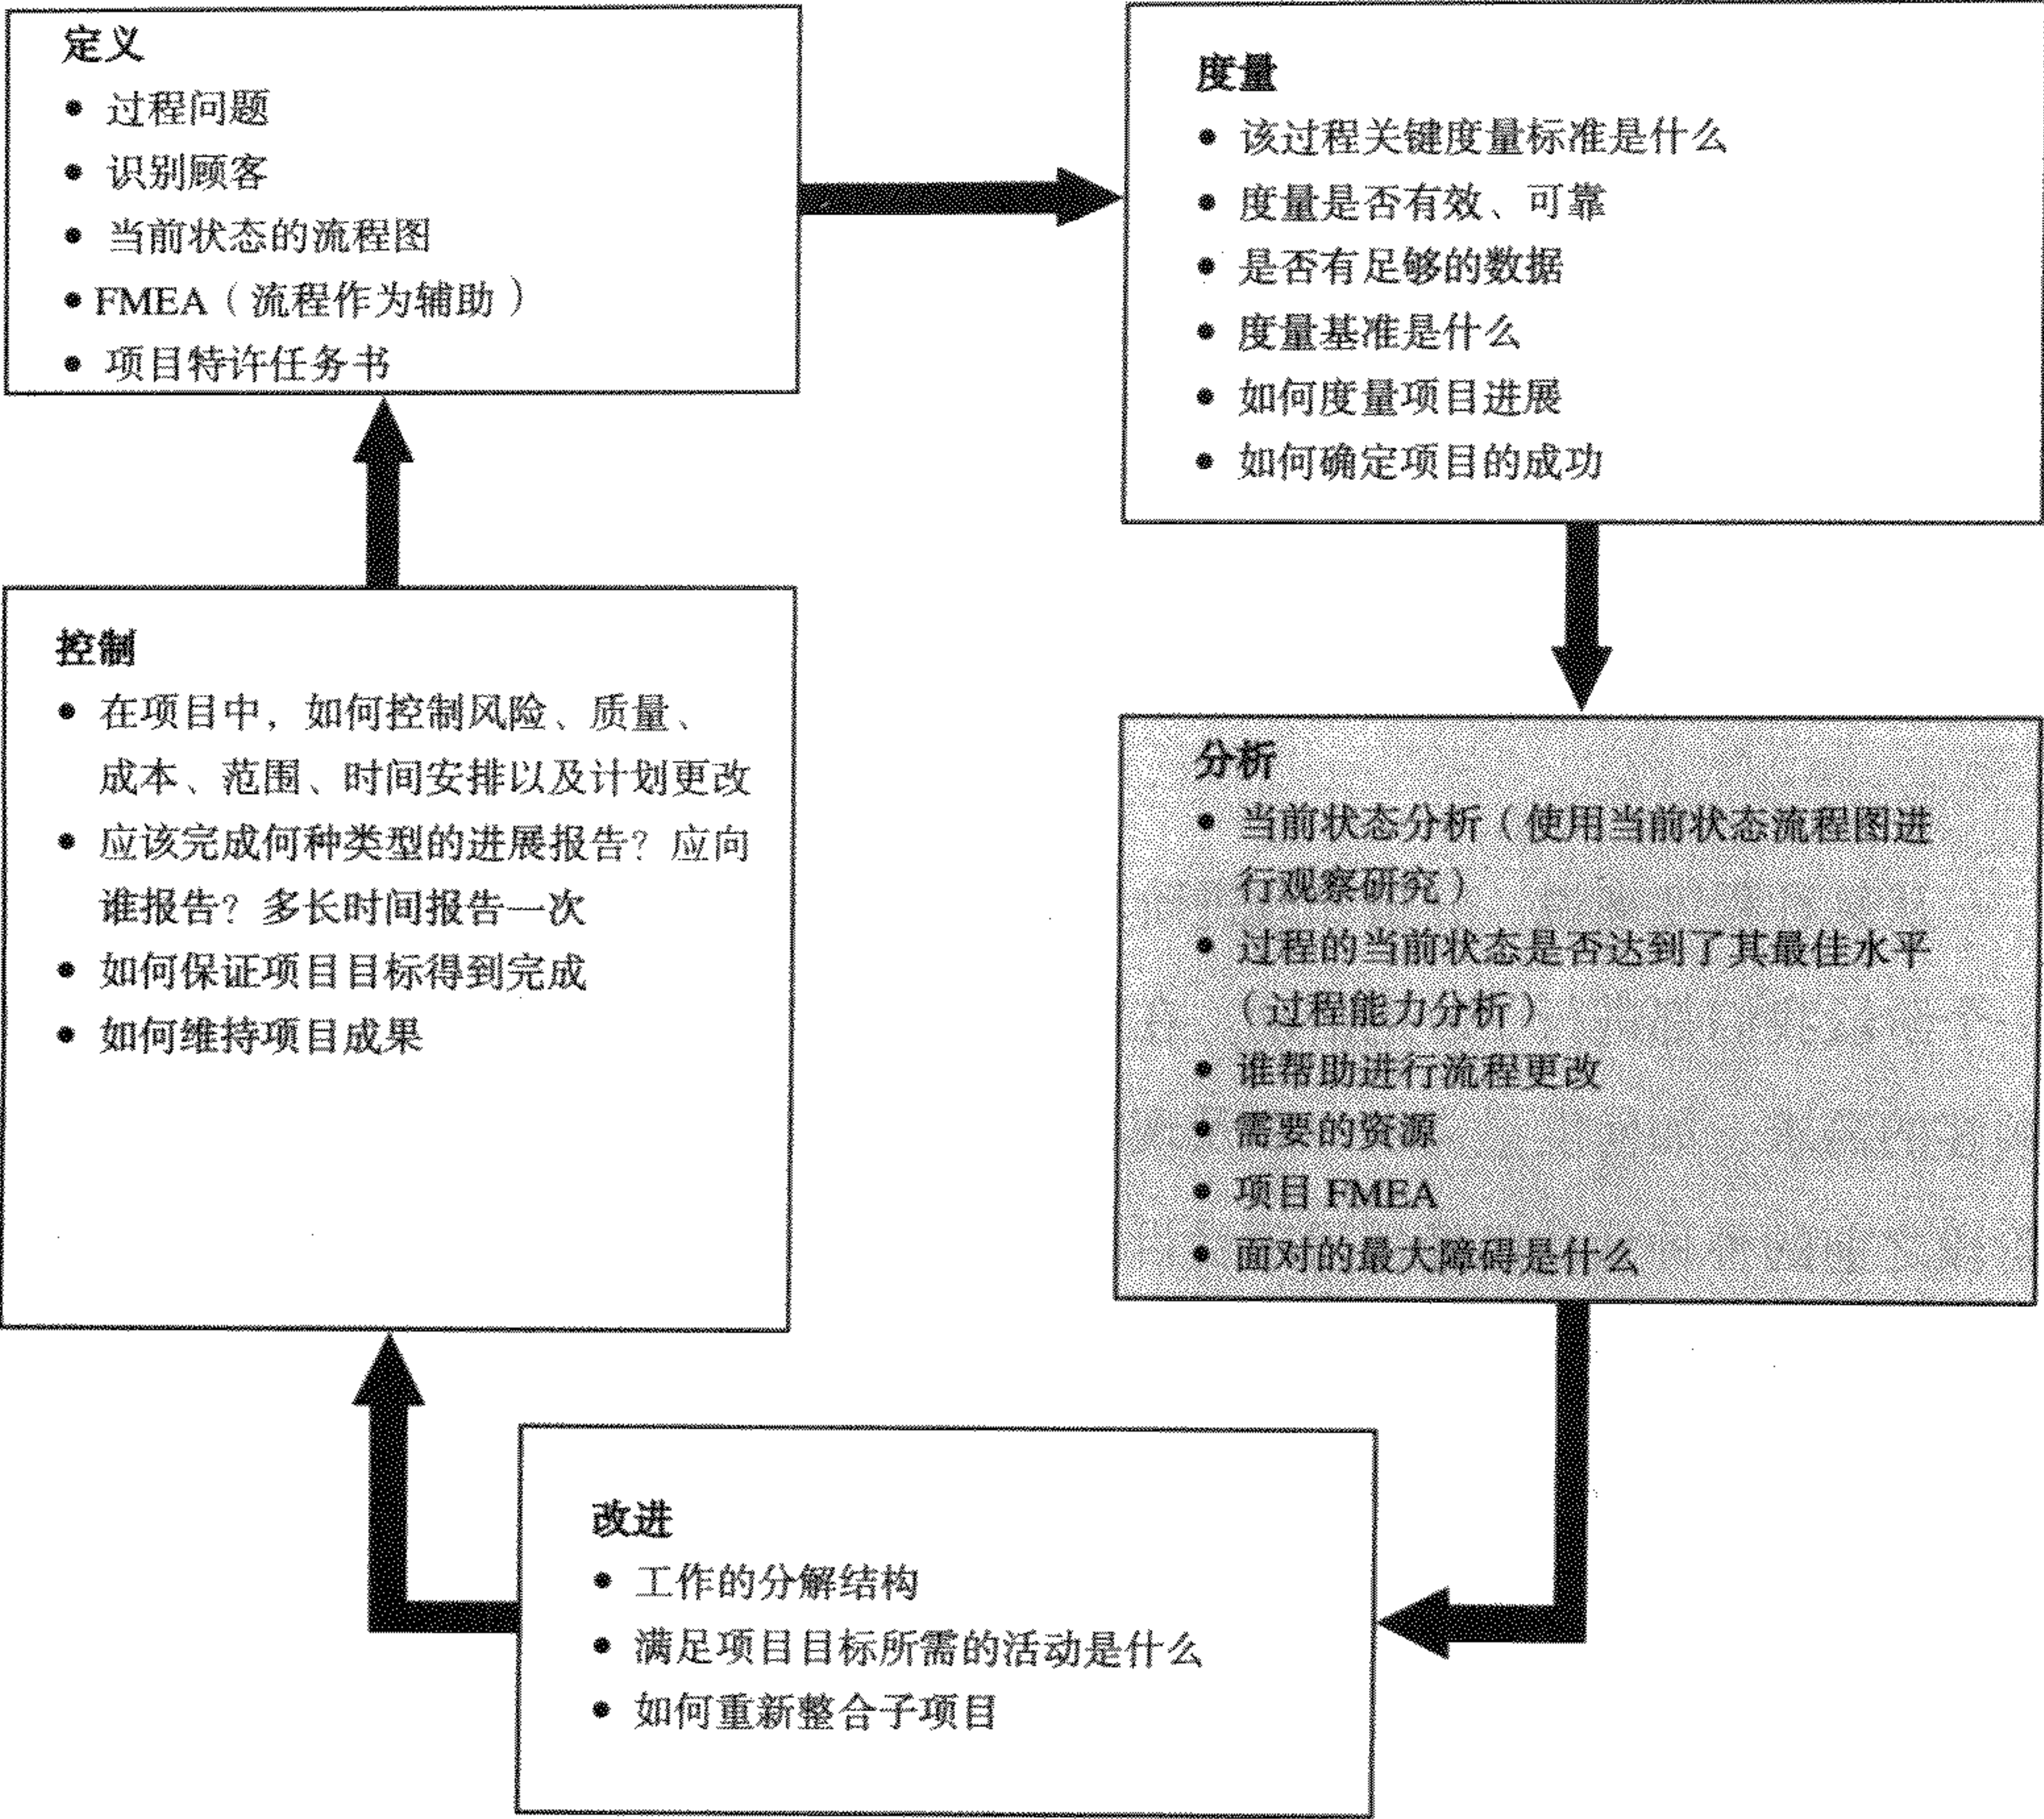 定义
• 过程问题
• 识别顾客
• 当前状态的流程图
• FMEA（流程作为辅助）
• 项目特许任务书
度量
• 该过程关键度量标准是什么
• 度量是否有效、可靠
• 是否有足够的数据
• 度量基准是什么
• 如何度量项目进展
• 如何确定项目的成功
分析
• 当前状态分析（使用当前状态流程图进
行观察研究）
• 过程的当前状态是否达到了其最佳水平
（过程能力分析）
• 谁帮助进行流程更改
• 需要的资源
• 项目 FMEA
• 面对的最大障碍是什么
改进
• 工作的分解结构
• 满足项目目标所需的活动是什么
• 如何重新整合子项目
控制
• 在项目中，如何控制风险、质量、
成本、范围、时间安排以及计划更改
• 应该完成何种类型的进展报告？应向
谁报告？多长时间报告一次
• 如何保证项目目标得到完成
• 如何维持项目成果